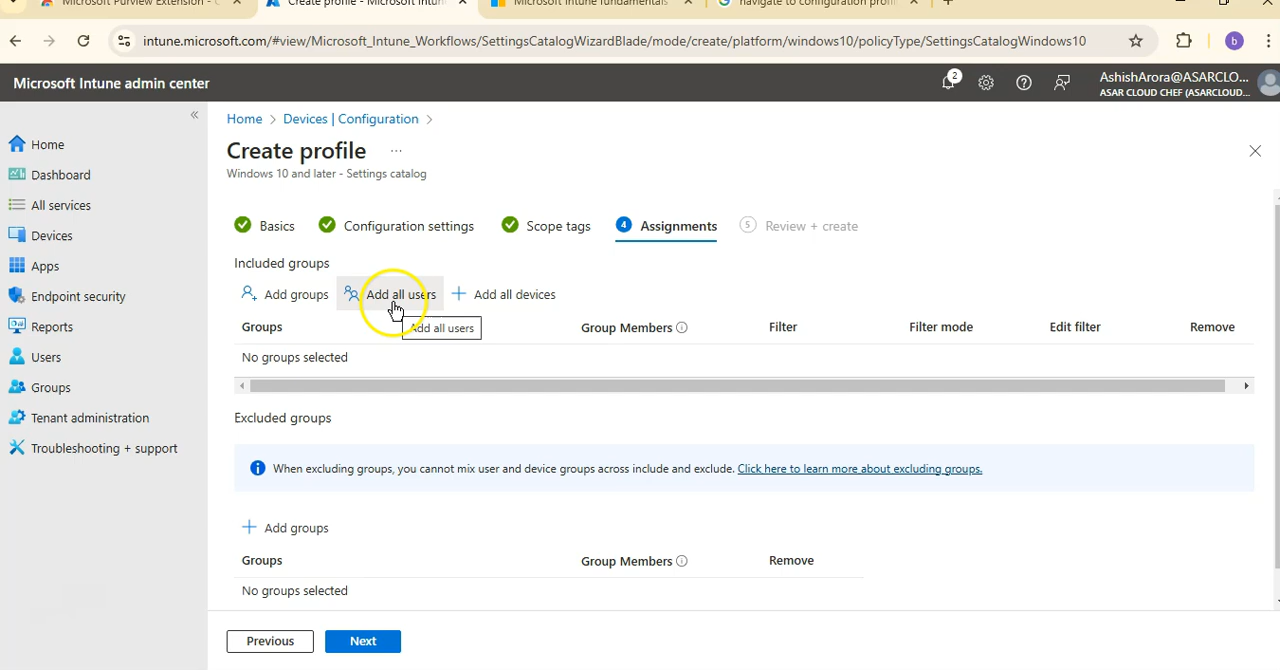 Microsoft Purview Extension - C
Create profile - Microsoft Intun
Microsoft Intune fundamentals
navigate to configuration profil
intune.microsoft.com/#view/Microsoft_Intune_Workflows/SettingsCatalogWizardBlade/mode/create/platform/windows10/policyType/SettingsCatalogWindows10
b
Microsoft Intune admin center
2
AshishArora@ASARCLO...
ASAR CLOUD CHEF (ASARCLOUD...
Home
Dashboard
All services
Devices
Apps
Endpoint security
Reports
Users
Groups
Tenant administration
Troubleshooting + support
Home > Devices | Configuration >
Create profile
Windows 10 and later - Settings catalog
Basics
Configuration settings
Scope tags
4 Assignments
5 Review + create
Included groups
Add groups
Add all users
Add all devices
Add all users
Groups
Group Members
Filter
Filter mode
Edit filter
Remove
No groups selected
Excluded groups
When excluding groups, you cannot mix user and device groups across include and exclude. Click here to learn more about excluding groups.
Add groups
Groups
Group Members
Remove
No groups selected
Previous
Next